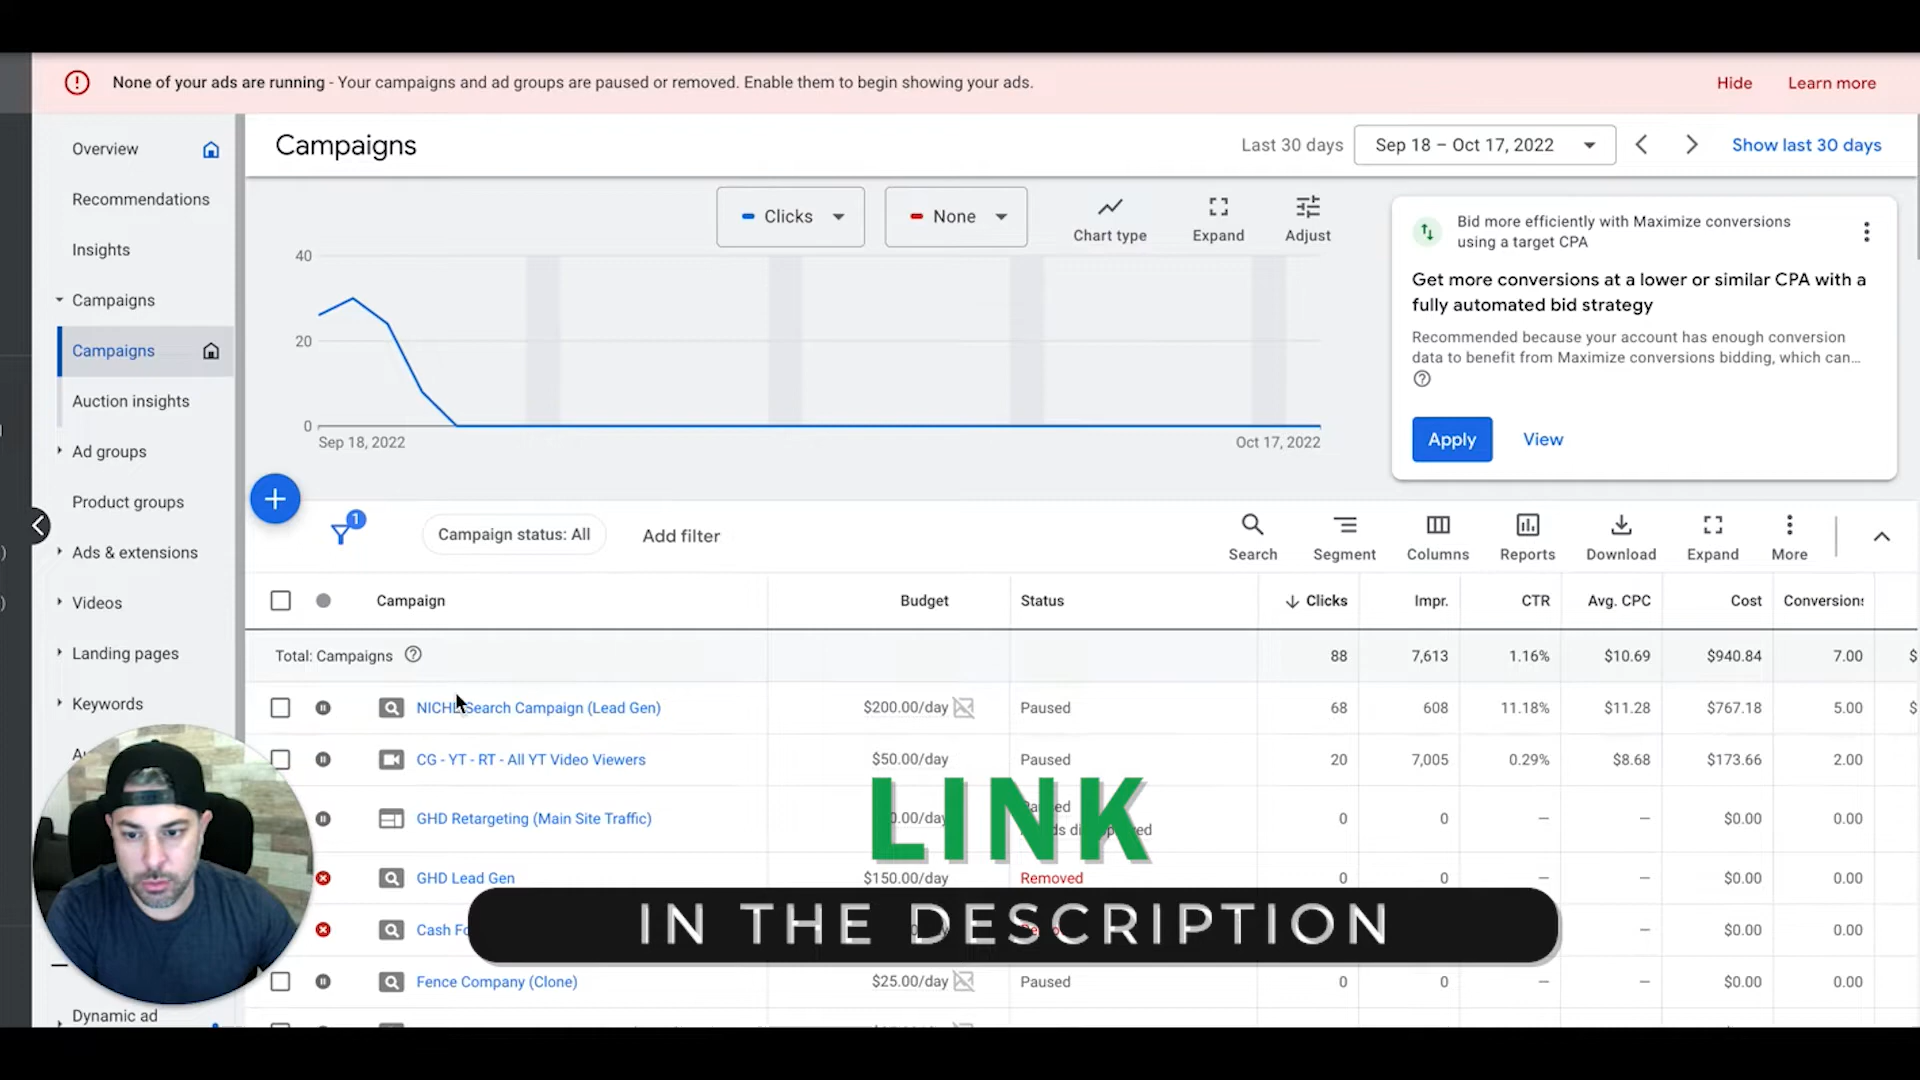 None of your ads are running - Your campaigns and ad groups are paused or removed. Enable them to begin showing your ads.
Hide
Learn more
Overview
Recommendations
Insights
Campaigns
Campaigns
Auction insights
Ad groups
Product groups
Ads & extensions
Videos
Landing pages
Keywords
Dynamic ad
Campaigns
Last 30 days
Sep 18 – Oct 17, 2022
Show last 30 days
Clicks
None
Chart type
Expand
Adjust
40
20
0
Sep 18, 2022
Oct 17, 2022
Bid more efficiently with Maximize conversions
using a target CPA
Get more conversions at a lower or similar CPA with a
fully automated bid strategy
Recommended because your account has enough conversion
data to benefit from Maximize conversions bidding, which can...
Apply
View
1
Campaign status: All
Add filter
Search
Segment
Columns
Reports
Download
Expand
More
Campaign Budget Status Clicks Impr. CTR Avg. CPC Cost Conversions
Total: Campaigns 88 7,613 1.16% $10.69 $940.84 7.00 $
Search Campaign (Lead Gen) $200.00/day Paused 68 608 11.18% $11.28 $767.18 5.00 $
CG - YT - RT - All YT Video Viewers $50.00/day Paused 20 7,005 0.29% $8.68 $173.66 2.00
GHD Retargeting (Main Site Traffic) 0 0 — — $0.00 0.00
GHD Lead Gen $150.00/day Removed 0 0 — — $0.00 0.00
Cash 0 — $0.00 0.00
Fence Company (Clone) $25.00/day Paused 0 0 — — $0.00 0.00
LINK
IN THE DESCRIPTION